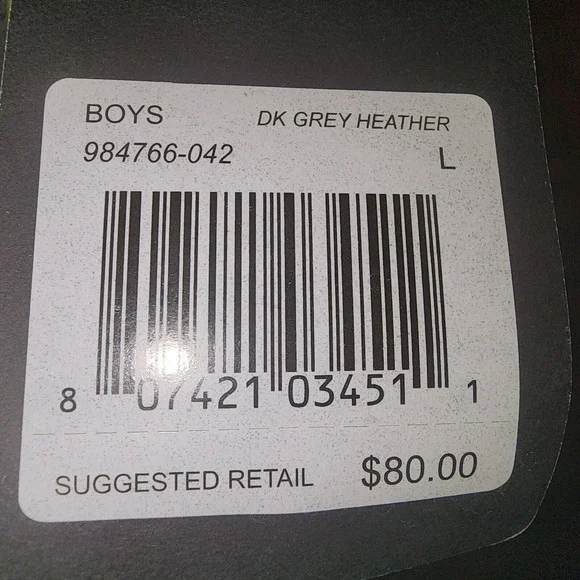 BOYS DK GREY HEATHER
984766-042 L
8 07421 03451 1
SUGGESTED RETAIL $80.00